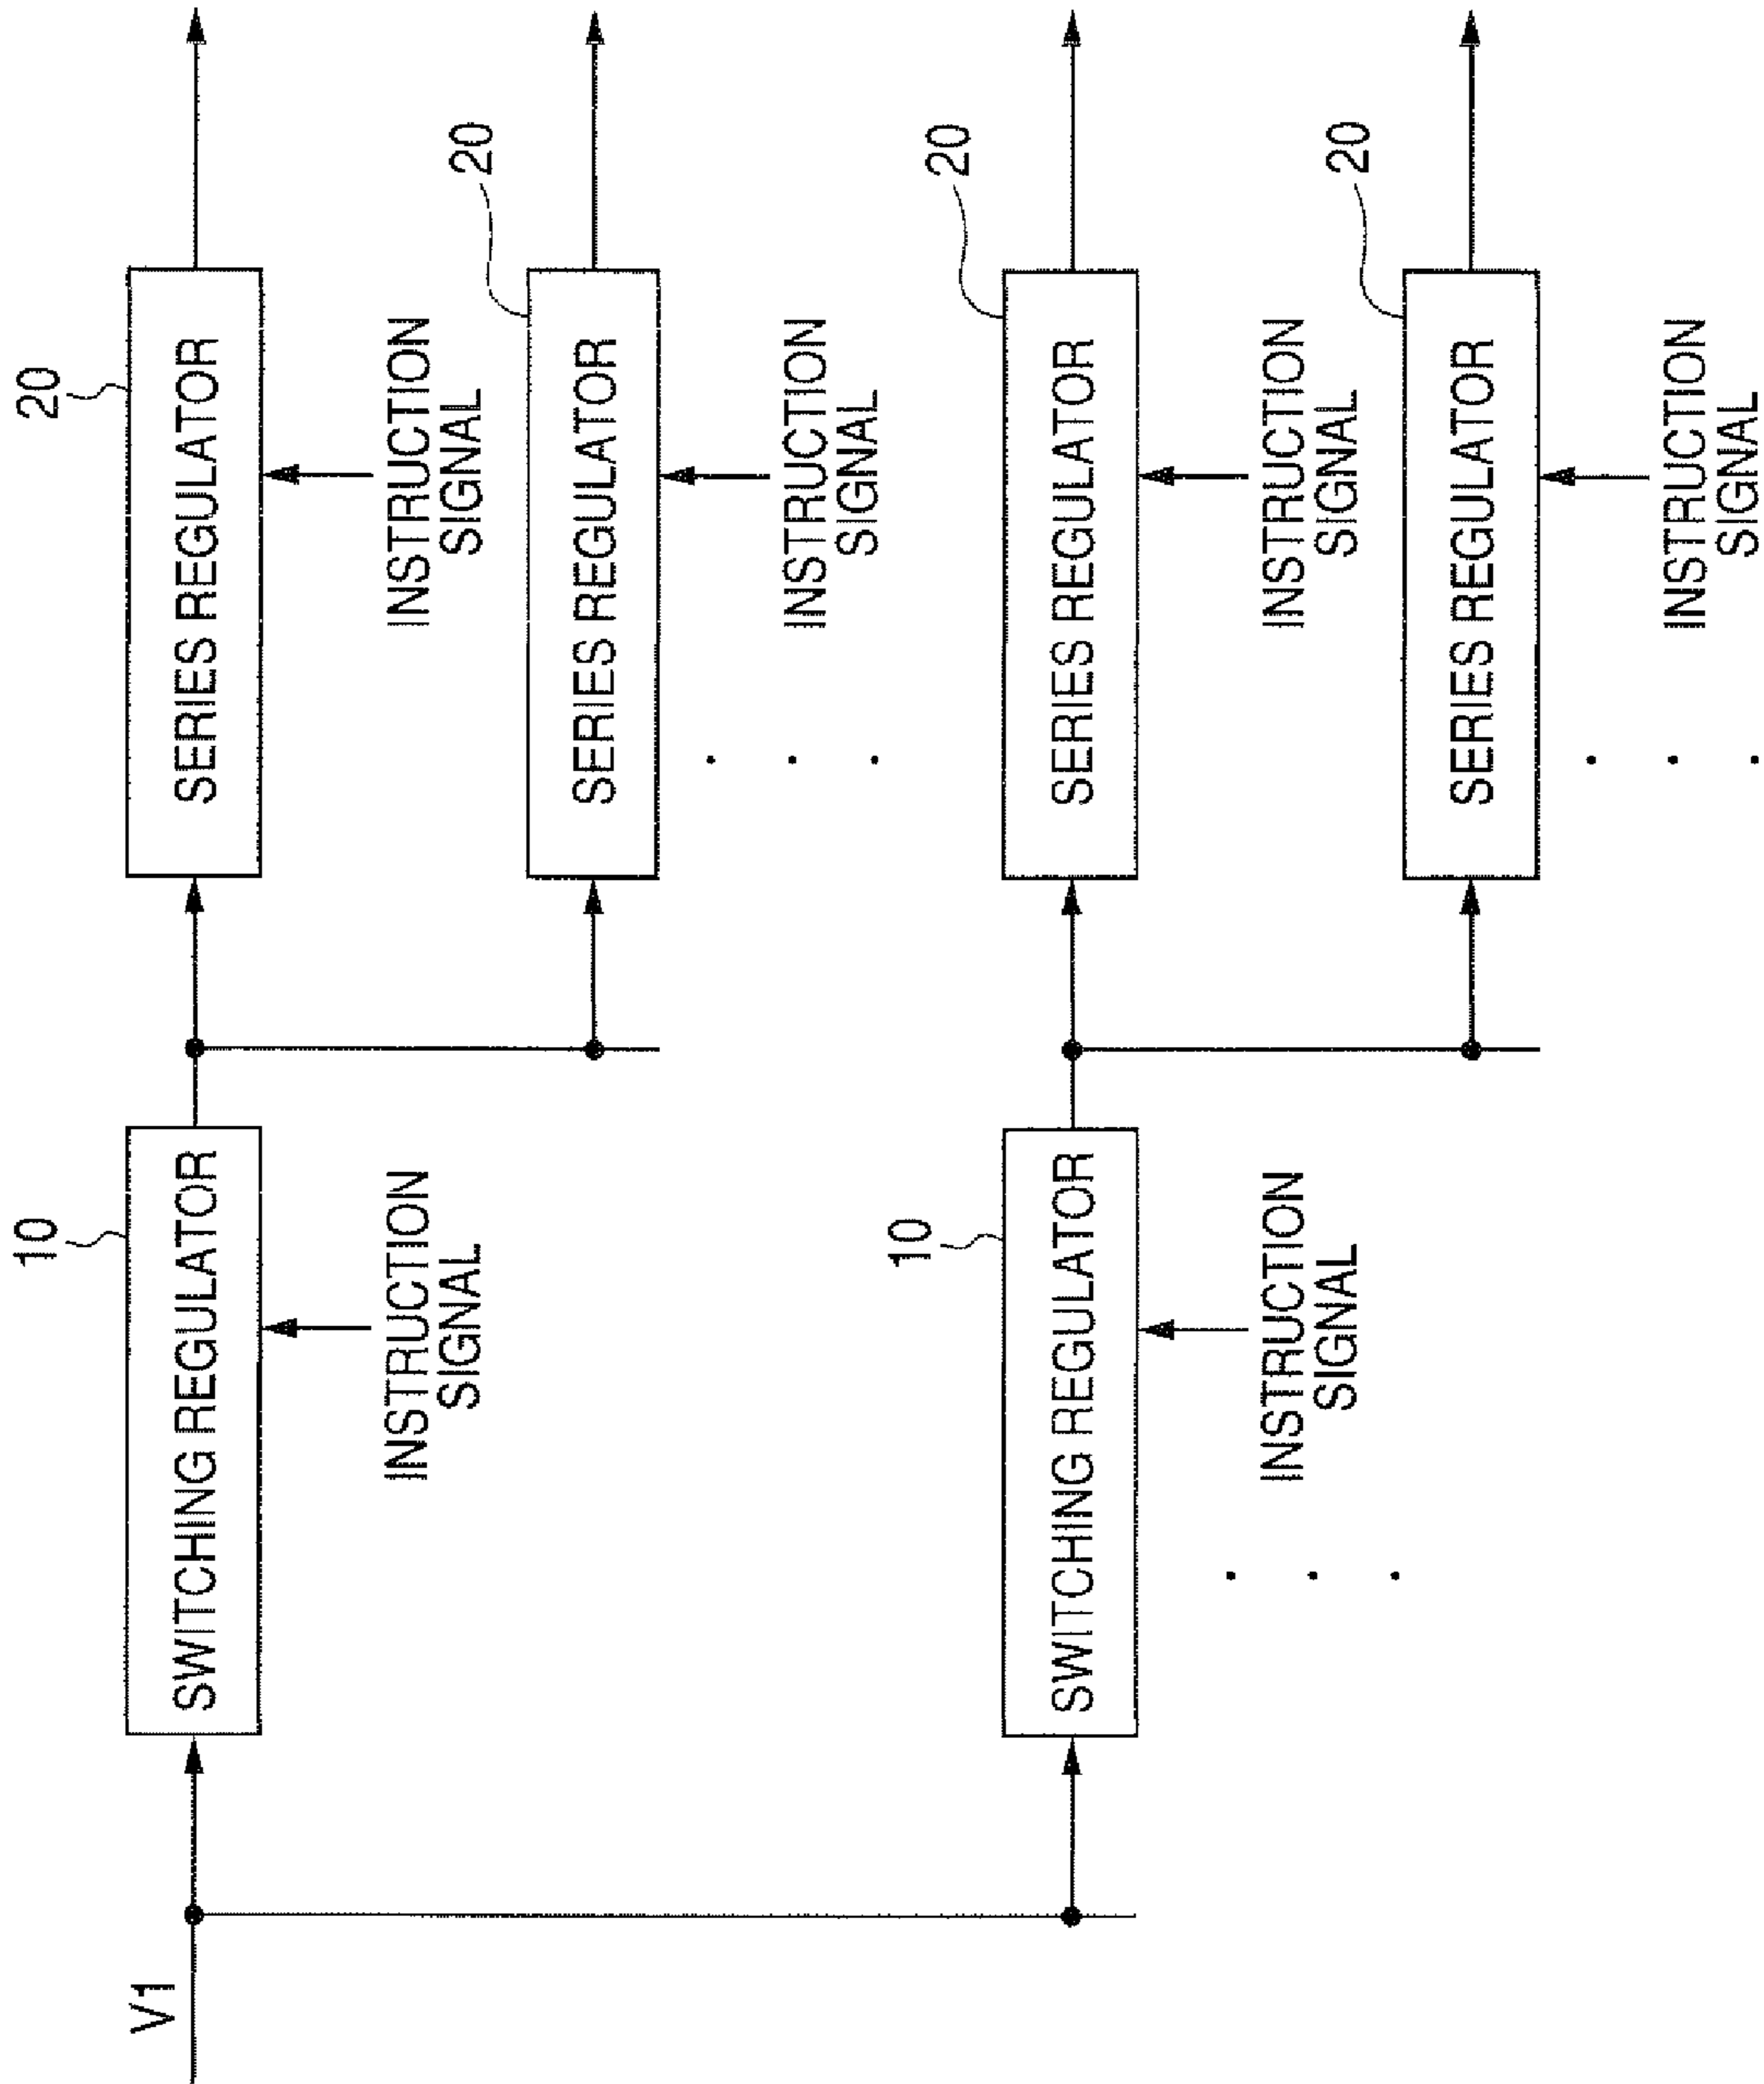 V1
10
SWITCHING REGULATOR
INSTRUCTION
SIGNAL
20
SERIES REGULATOR
INSTRUCTION
SIGNAL
20
SERIES REGULATOR
INSTRUCTION
SIGNAL
10
SWITCHING REGULATOR
INSTRUCTION
SIGNAL
20
SERIES REGULATOR
INSTRUCTION
SIGNAL
20
SERIES REGULATOR
INSTRUCTION
SIGNAL